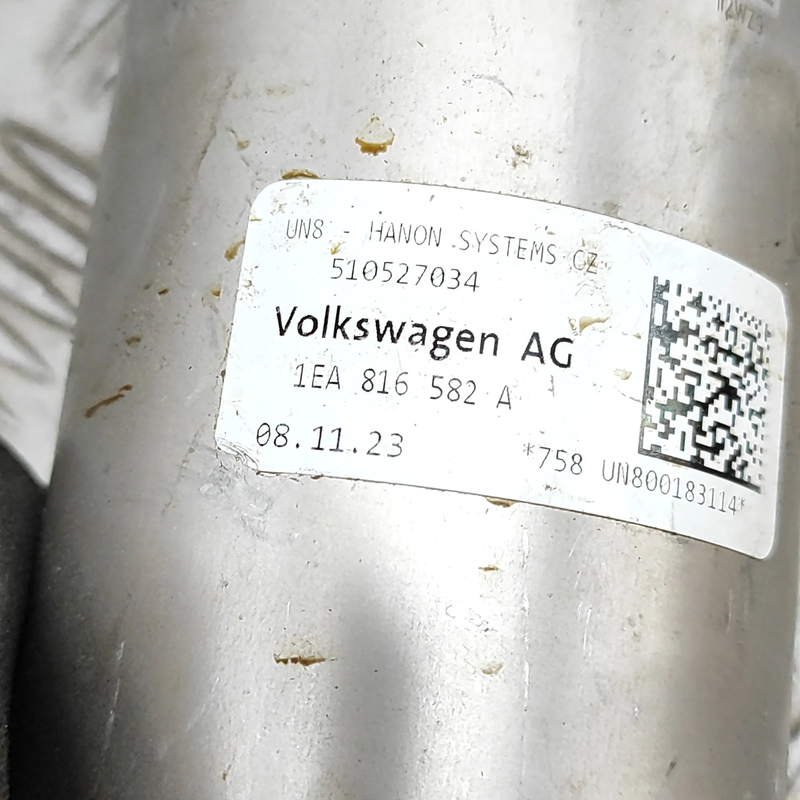 UN8 - HANON SYSTEMS CZ
510527034
Volkswagen AG
1EA 816 582 A
08.11.23
*758 UN800183114*